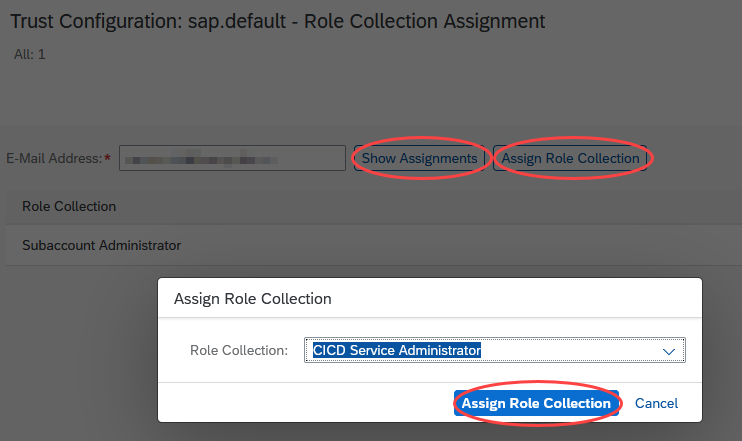 Trust Configuration: sap.default - Role Collection Assignment
All: 1
E-Mail Address:* Show Assignments Assign Role Collection
Role Collection
Subaccount Administrator
Assign Role Collection
Role Collection: CICD Service Administrator
Assign Role Collection Cancel